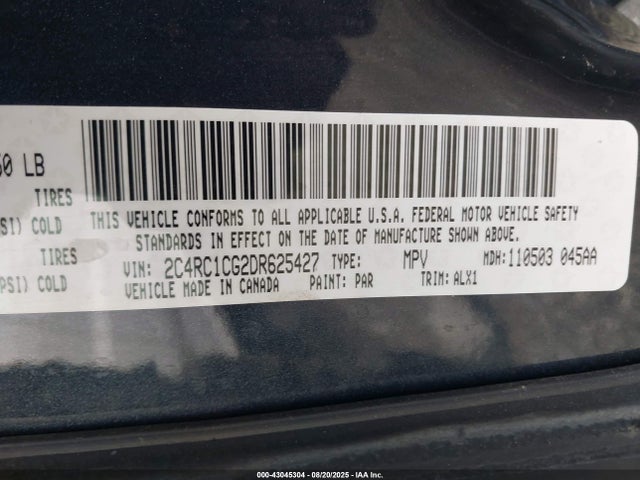 50 LB
TIRES
SI) COLD
TIRES
PSI) COLD
THIS VEHICLE CONFORMS TO ALL APPLICABLE U.S.A. FEDERAL MOTOR VEHICLE SAFETY
STANDARDS IN EFFECT ON THE DATE OF MANUFACTURE SHOWN ABOVE.
VIN: 2C4RC1CG2DR625427 TYPE: MPV MDH:110503 045AA
VEHICLE MADE IN CANADA PAINT: PAR TRIM:ALX1
000-43045304 - 08/20/2025 - IAA Inc.